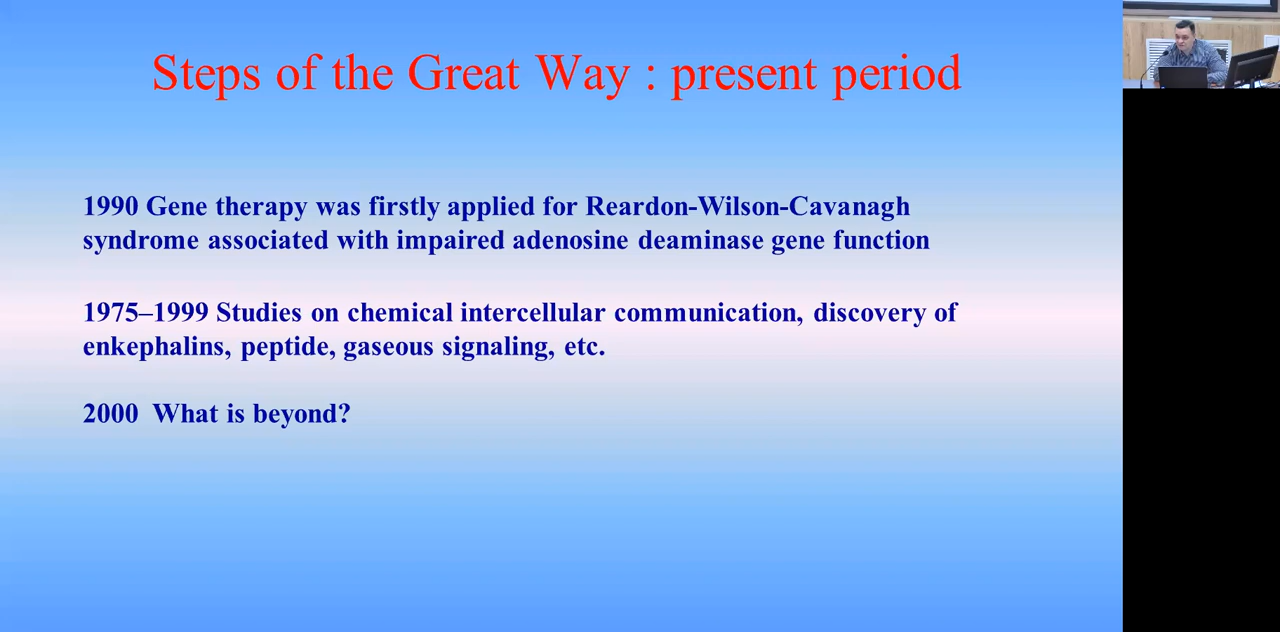 Steps of the Great Way : present period
1990 Gene therapy was firstly applied for Reardon-Wilson-Cavanagh
syndrome associated with impaired adenosine deaminase gene function
1975–1999 Studies on chemical intercellular communication, discovery of
enkephalins, peptide, gaseous signaling, etc.
2000  What is beyond?